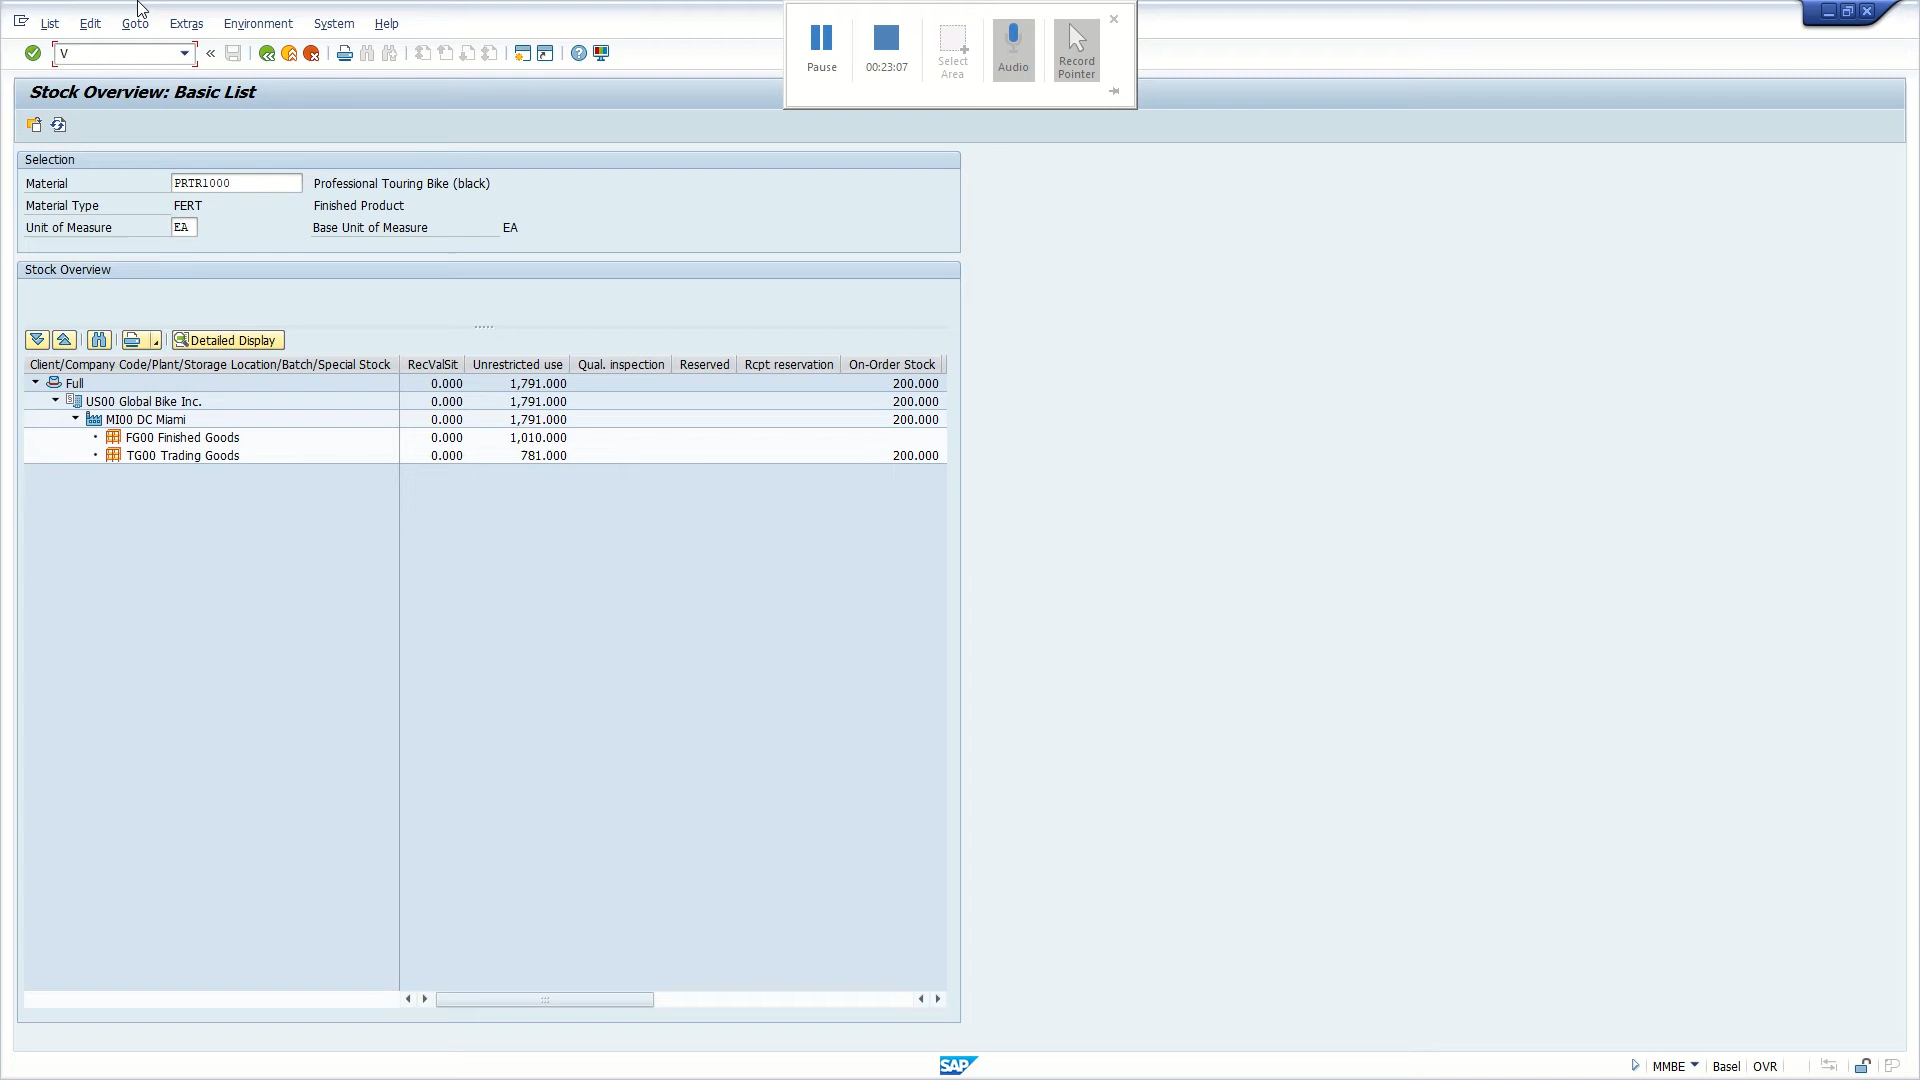 List Edit Goto Extras Environment System Help
V
Pause 00:23:07 Select Area Audio Record Pointer
Stock Overview: Basic List
Selection
Material PRTR1000 Professional Touring Bike (black)
Material Type FERT Finished Product
Unit of Measure EA Base Unit of Measure EA
Stock Overview
Detailed Display
Client/Company Code/Plant/Storage Location/Batch/Special Stock RecValSit Unrestricted use Qual. inspection Reserved Rcpt reservation On-Order Stock
Full 0.000 1,791.000 200.000
US00 Global Bike Inc. 0.000 1,791.000 200.000
MI00 DC Miami 0.000 1,791.000 200.000
FG00 Finished Goods 0.000 1,010.000
TG00 Trading Goods 0.000 781.000 200.000
SAP MMBE Basel OVR